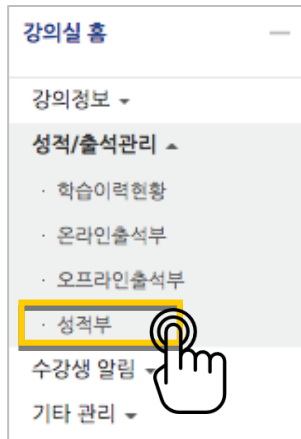 강의실 홈
강의정보
성적/출석관리
· 학습이력현황
· 온라인출석부
· 오프라인출석부
· 성적부
수강생 알림
기타 관리